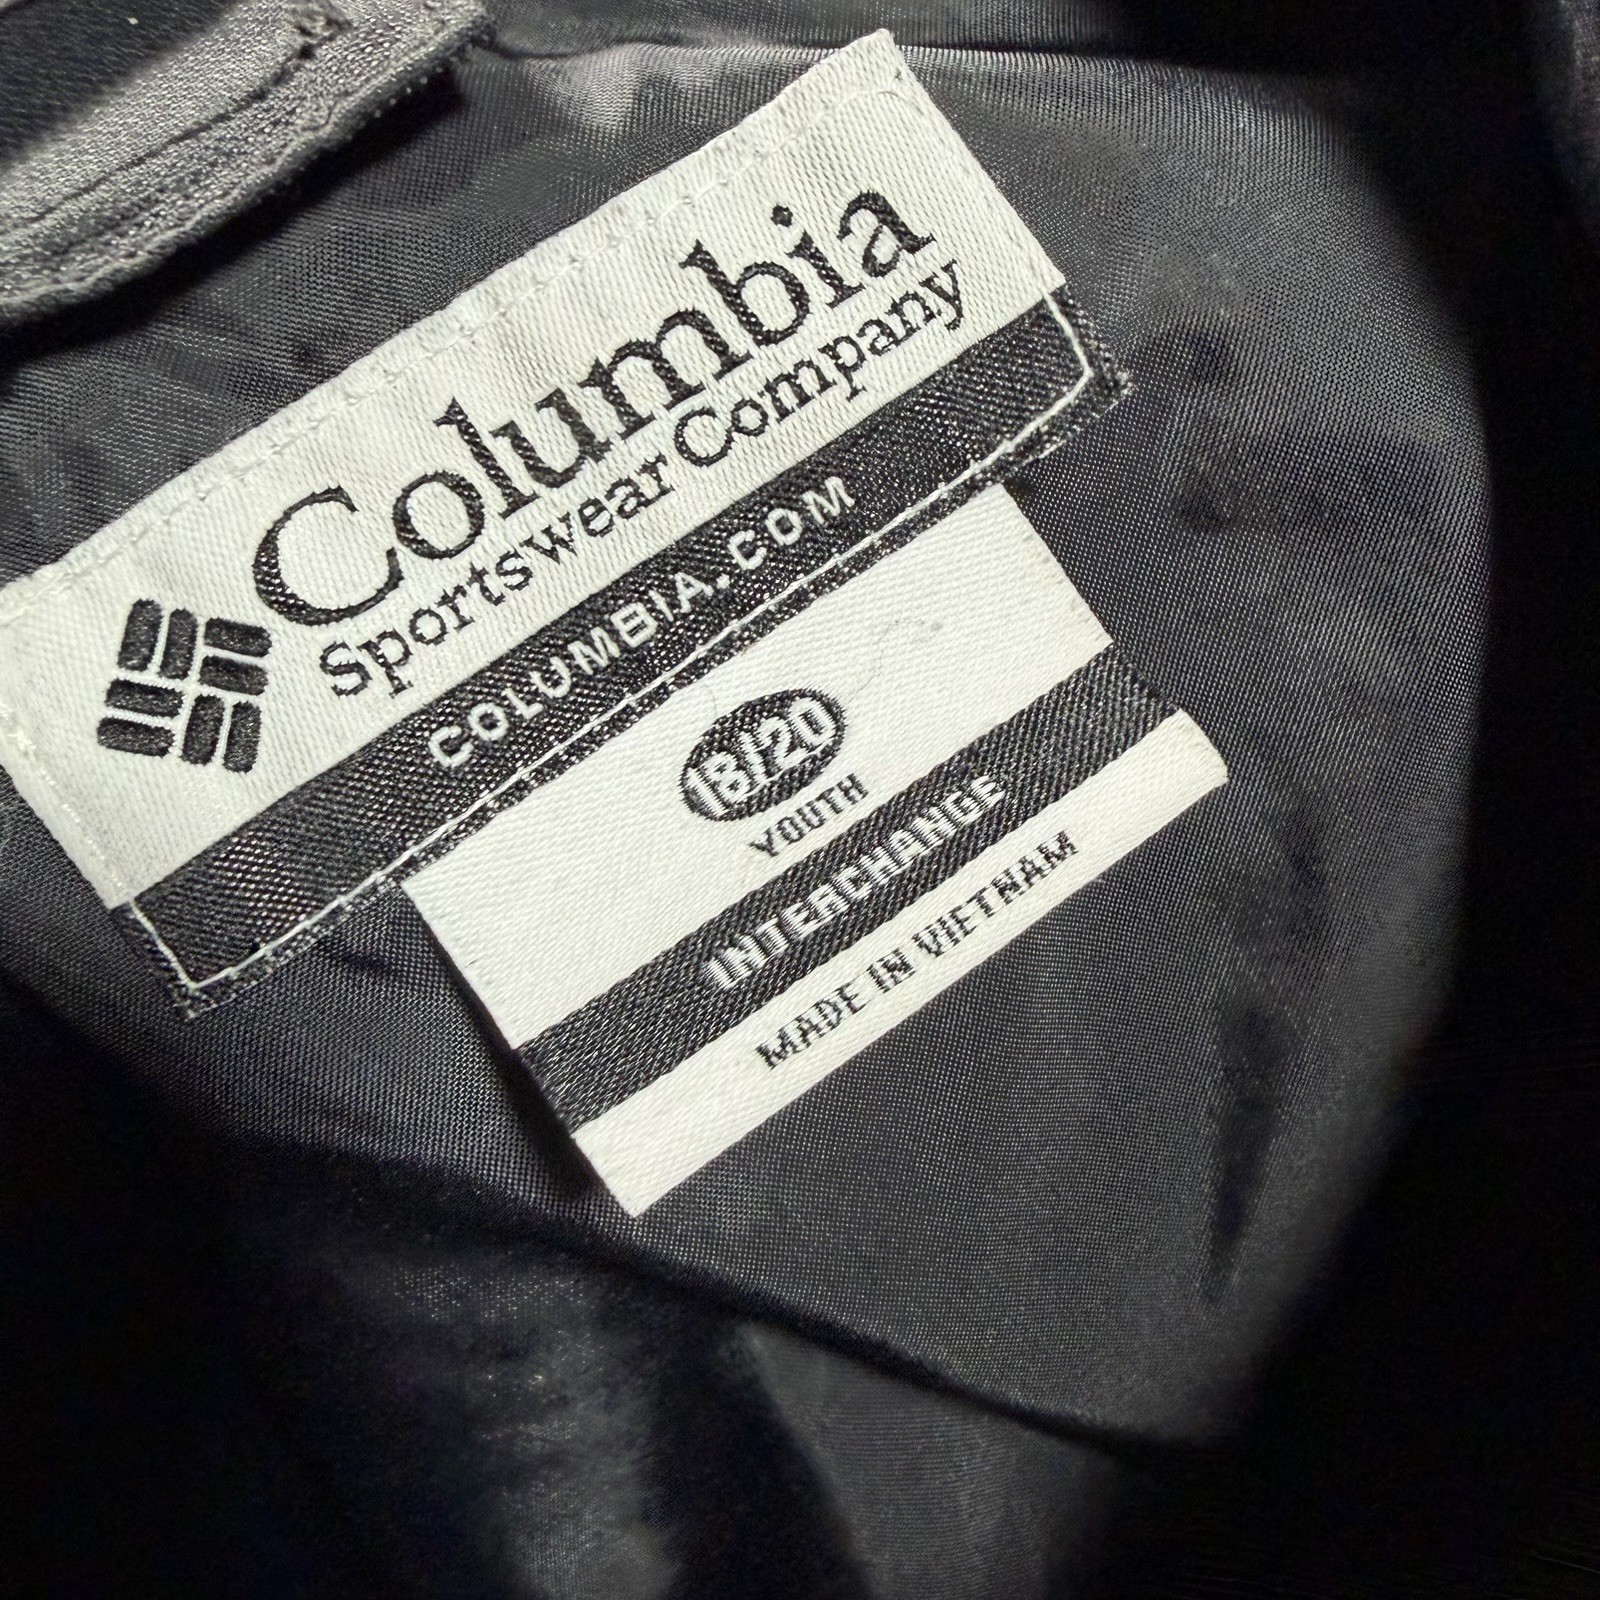 Columbia
Sportswear Company
COLUMBIA.COM
18/20
YOUTH
INTERCHANGE
MADE IN VIETNAM